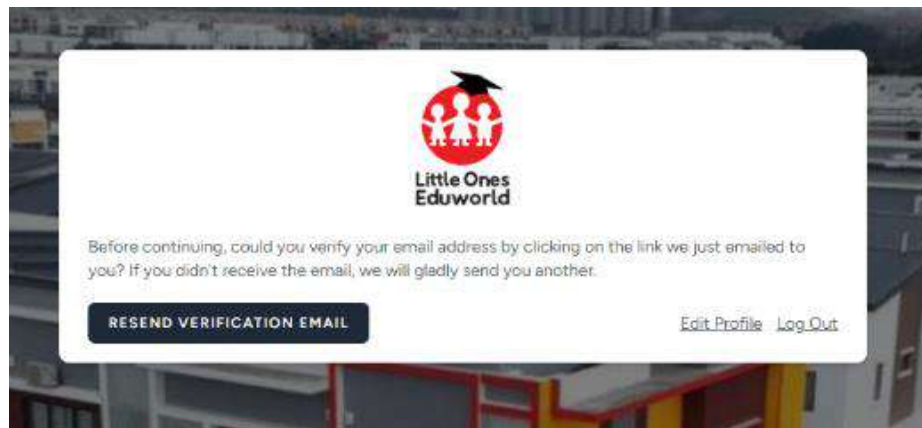 Little Ones
Eduworld
Before continuing, could you verify your email address by clicking on the link we just emailed to
you? If you didn't receive the email, we will gladly send you another.
RESEND VERIFICATION EMAIL
Edit Profile Log Out